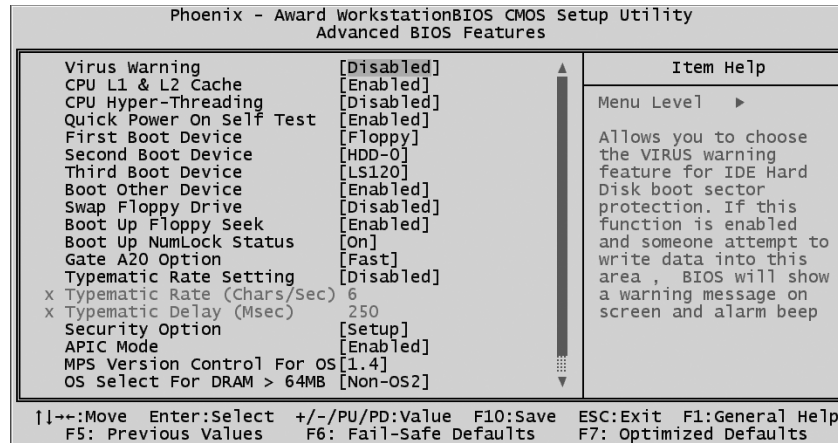 Phoenix - Award WorkstationBIOS CMOS Setup Utility
Advanced BIOS Features
Virus Warning [Disabled]
CPU L1 & L2 Cache [Enabled]
CPU Hyper-Threading [Disabled]
Quick Power On Self Test [Enabled]
First Boot Device [Floppy]
Second Boot Device [HDD-0]
Third Boot Device [LS120]
Boot Other Device [Enabled]
Swap Floppy Drive [Disabled]
Boot Up Floppy Seek [Enabled]
Boot Up NumLock Status [On]
Gate A20 Option [Fast]
Typematic Rate Setting [Disabled]
x Typematic Rate (Chars/Sec) 6
x Typematic Delay (Msec) 250
Security Option [Setup]
APIC Mode [Enabled]
MPS Version Control For OS[1.4]
OS Select For DRAM > 64MB [Non-OS2]
Item Help
Menu Level ▶
Allows you to choose
the VIRUS warning
feature for IDE Hard
Disk boot sector
protection. If this
function is enabled
and someone attempt to
write data into this
area , BIOS will show
a warning message on
screen and alarm beep
↑↓→←:Move Enter:Select +/-/PU/PD:Value F10:Save ESC:Exit F1:General Help
F5: Previous Values F6: Fail-Safe Defaults F7: Optimized Defaults